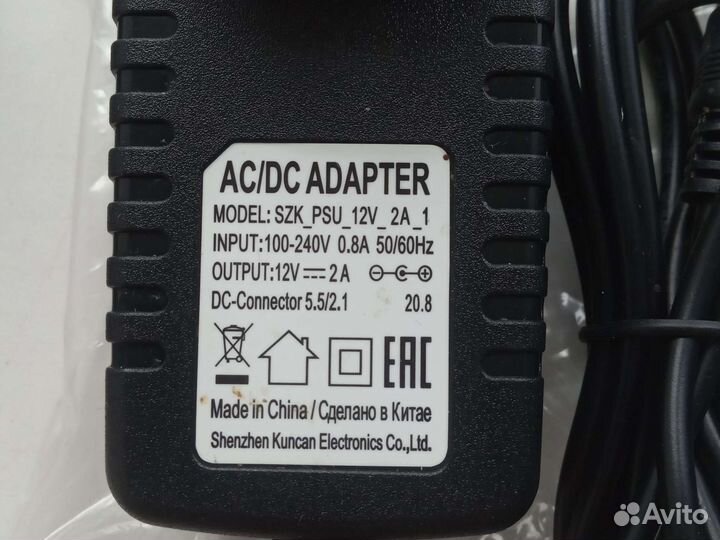 AC/DC ADAPTER
MODEL: SZK_PSU_12V_2A_1
INPUT:100-240V 0.8A 50/60Hz
OUTPUT:12V⎓2A
DC-Connector 5.5/2.1 20.8
EAC
Made in China / Сделано в Китае
Shenzhen Kuncan Electronics Co.,Ltd.
Avito